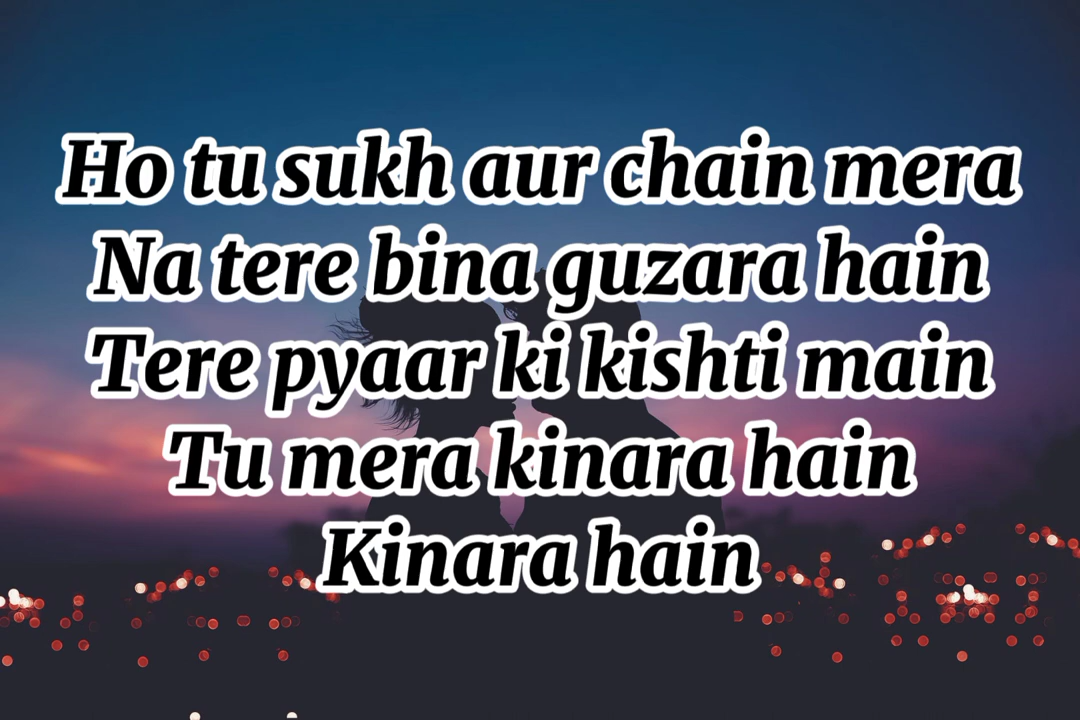 Ho tu sukh aur chain mera
Na tere bina guzara hain
Tere pyaar ki kishti main
Tu mera kinara hain
Kinara hain